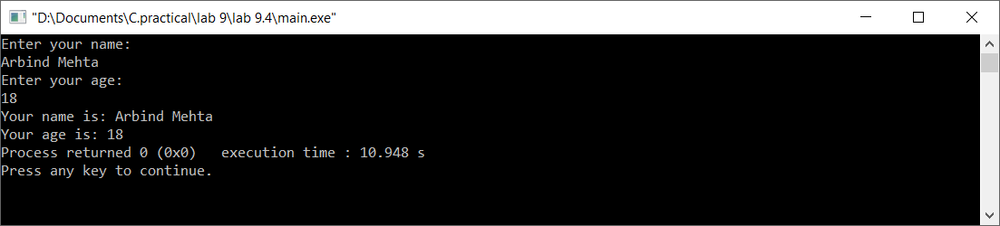 "D:\Documents\C.practical\lab 9\lab 9.4\main.exe"
Enter your name:
Arbind Mehta
Enter your age:
18
Your name is: Arbind Mehta
Your age is: 18
Process returned 0 (0x0)   execution time : 10.948 s
Press any key to continue.